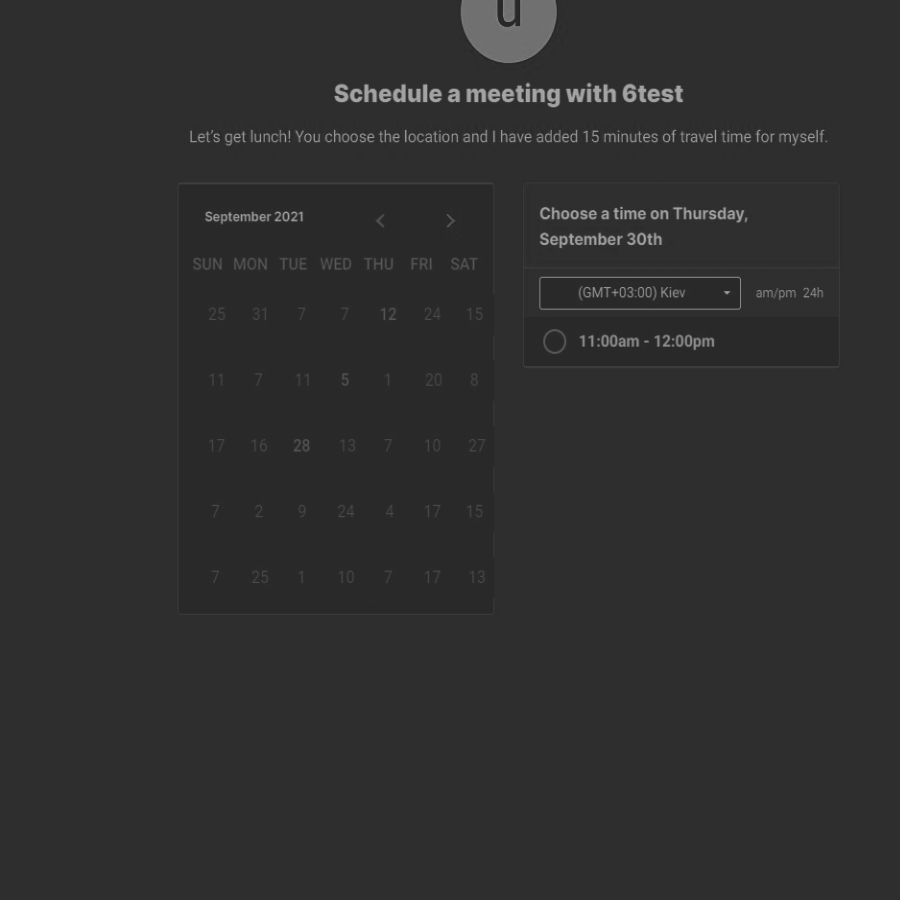 u
Schedule a meeting with 6test
Let's get lunch! You choose the location and I have added 15 minutes of travel time for myself.
September 2021
SUN MON TUE WED THU FRI SAT
25 31 7 7 12 24 15
11 7 11 5 1 20 8
17 16 28 13 7 10 27
7 2 9 24 4 17 15
7 25 1 10 7 17 13
Choose a time on Thursday,
September 30th
(GMT+03:00) Kiev am/pm 24h
11:00am - 12:00pm